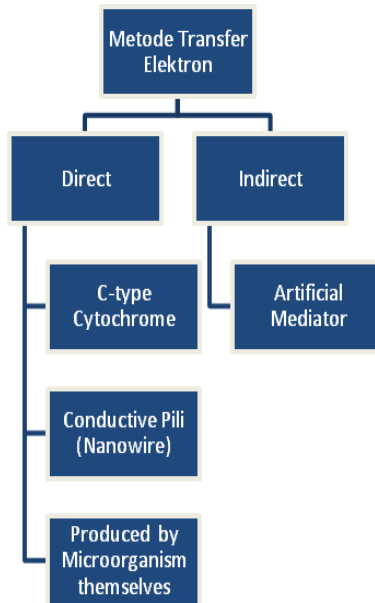 Metode Transfer
Elektron
Direct
Indirect
C-type
Cytochrome
Artificial
Mediator
Conductive Pili
(Nanowire)
Produced by
Microorganism
themselves